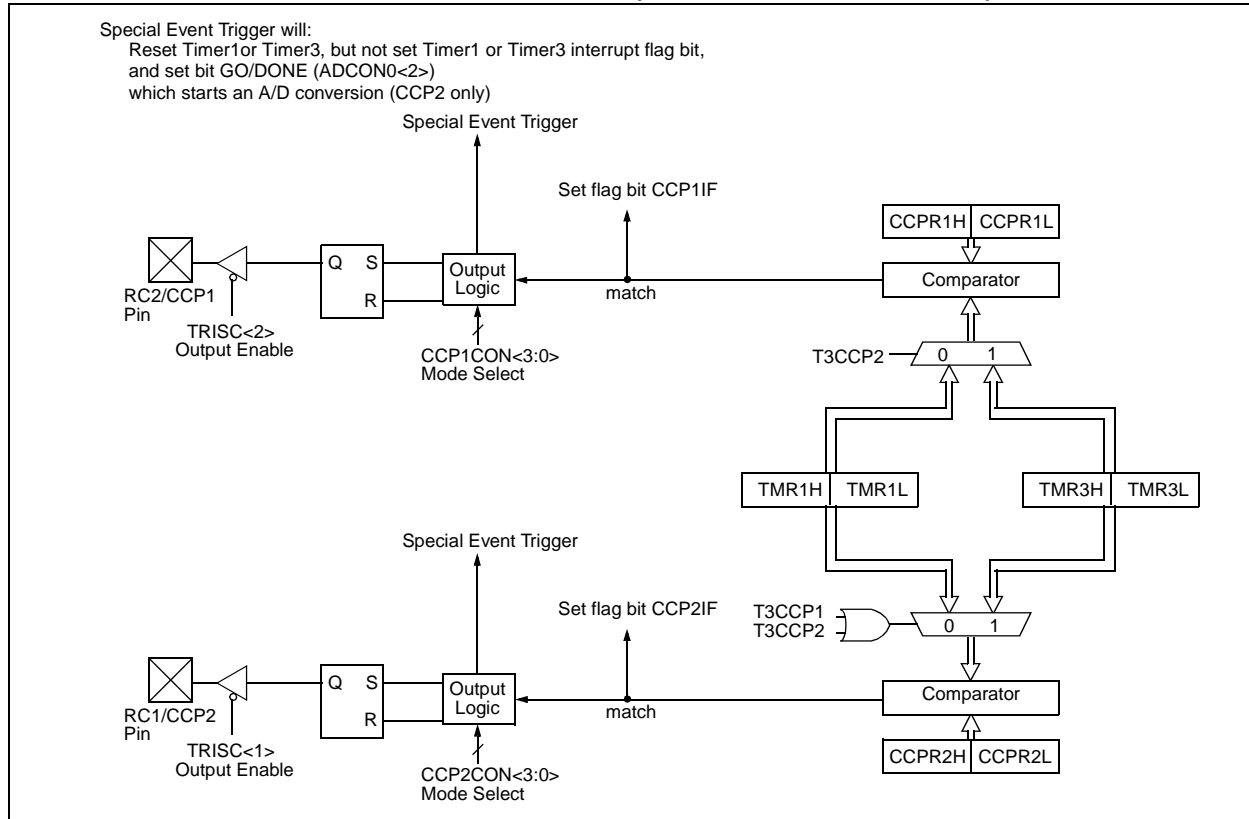 Special Event Trigger will:
Reset Timer1or Timer3, but not set Timer1 or Timer3 interrupt flag bit,
and set bit GO/DONE (ADCON0<2>)
which starts an A/D conversion (CCP2 only)
Special Event Trigger
Set flag bit CCP1IF
CCPR1H CCPR1L
Q S
R
Output
Logic
Comparator
match
RC2/CCP1
Pin
TRISC<2>
Output Enable
CCP1CON<3:0>
Mode Select
T3CCP2
0 1
TMR1H TMR1L
TMR3H TMR3L
Special Event Trigger
Set flag bit CCP2IF
T3CCP1
T3CCP2
0 1
Q S
R
Output
Logic
Comparator
match
RC1/CCP2
Pin
TRISC<1>
Output Enable
CCP2CON<3:0>
Mode Select
CCPR2H CCPR2L